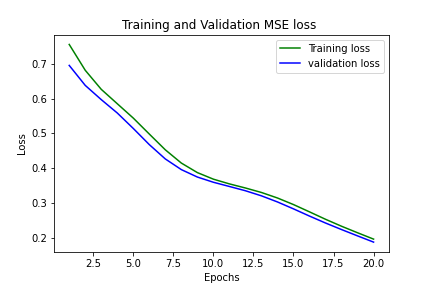 Training and Validation MSE loss
Training loss
validation loss
Loss
0.7
0.6
0.5
0.4
0.3
0.2
2.5 5.0 7.5 10.0 12.5 15.0 17.5 20.0
Epochs